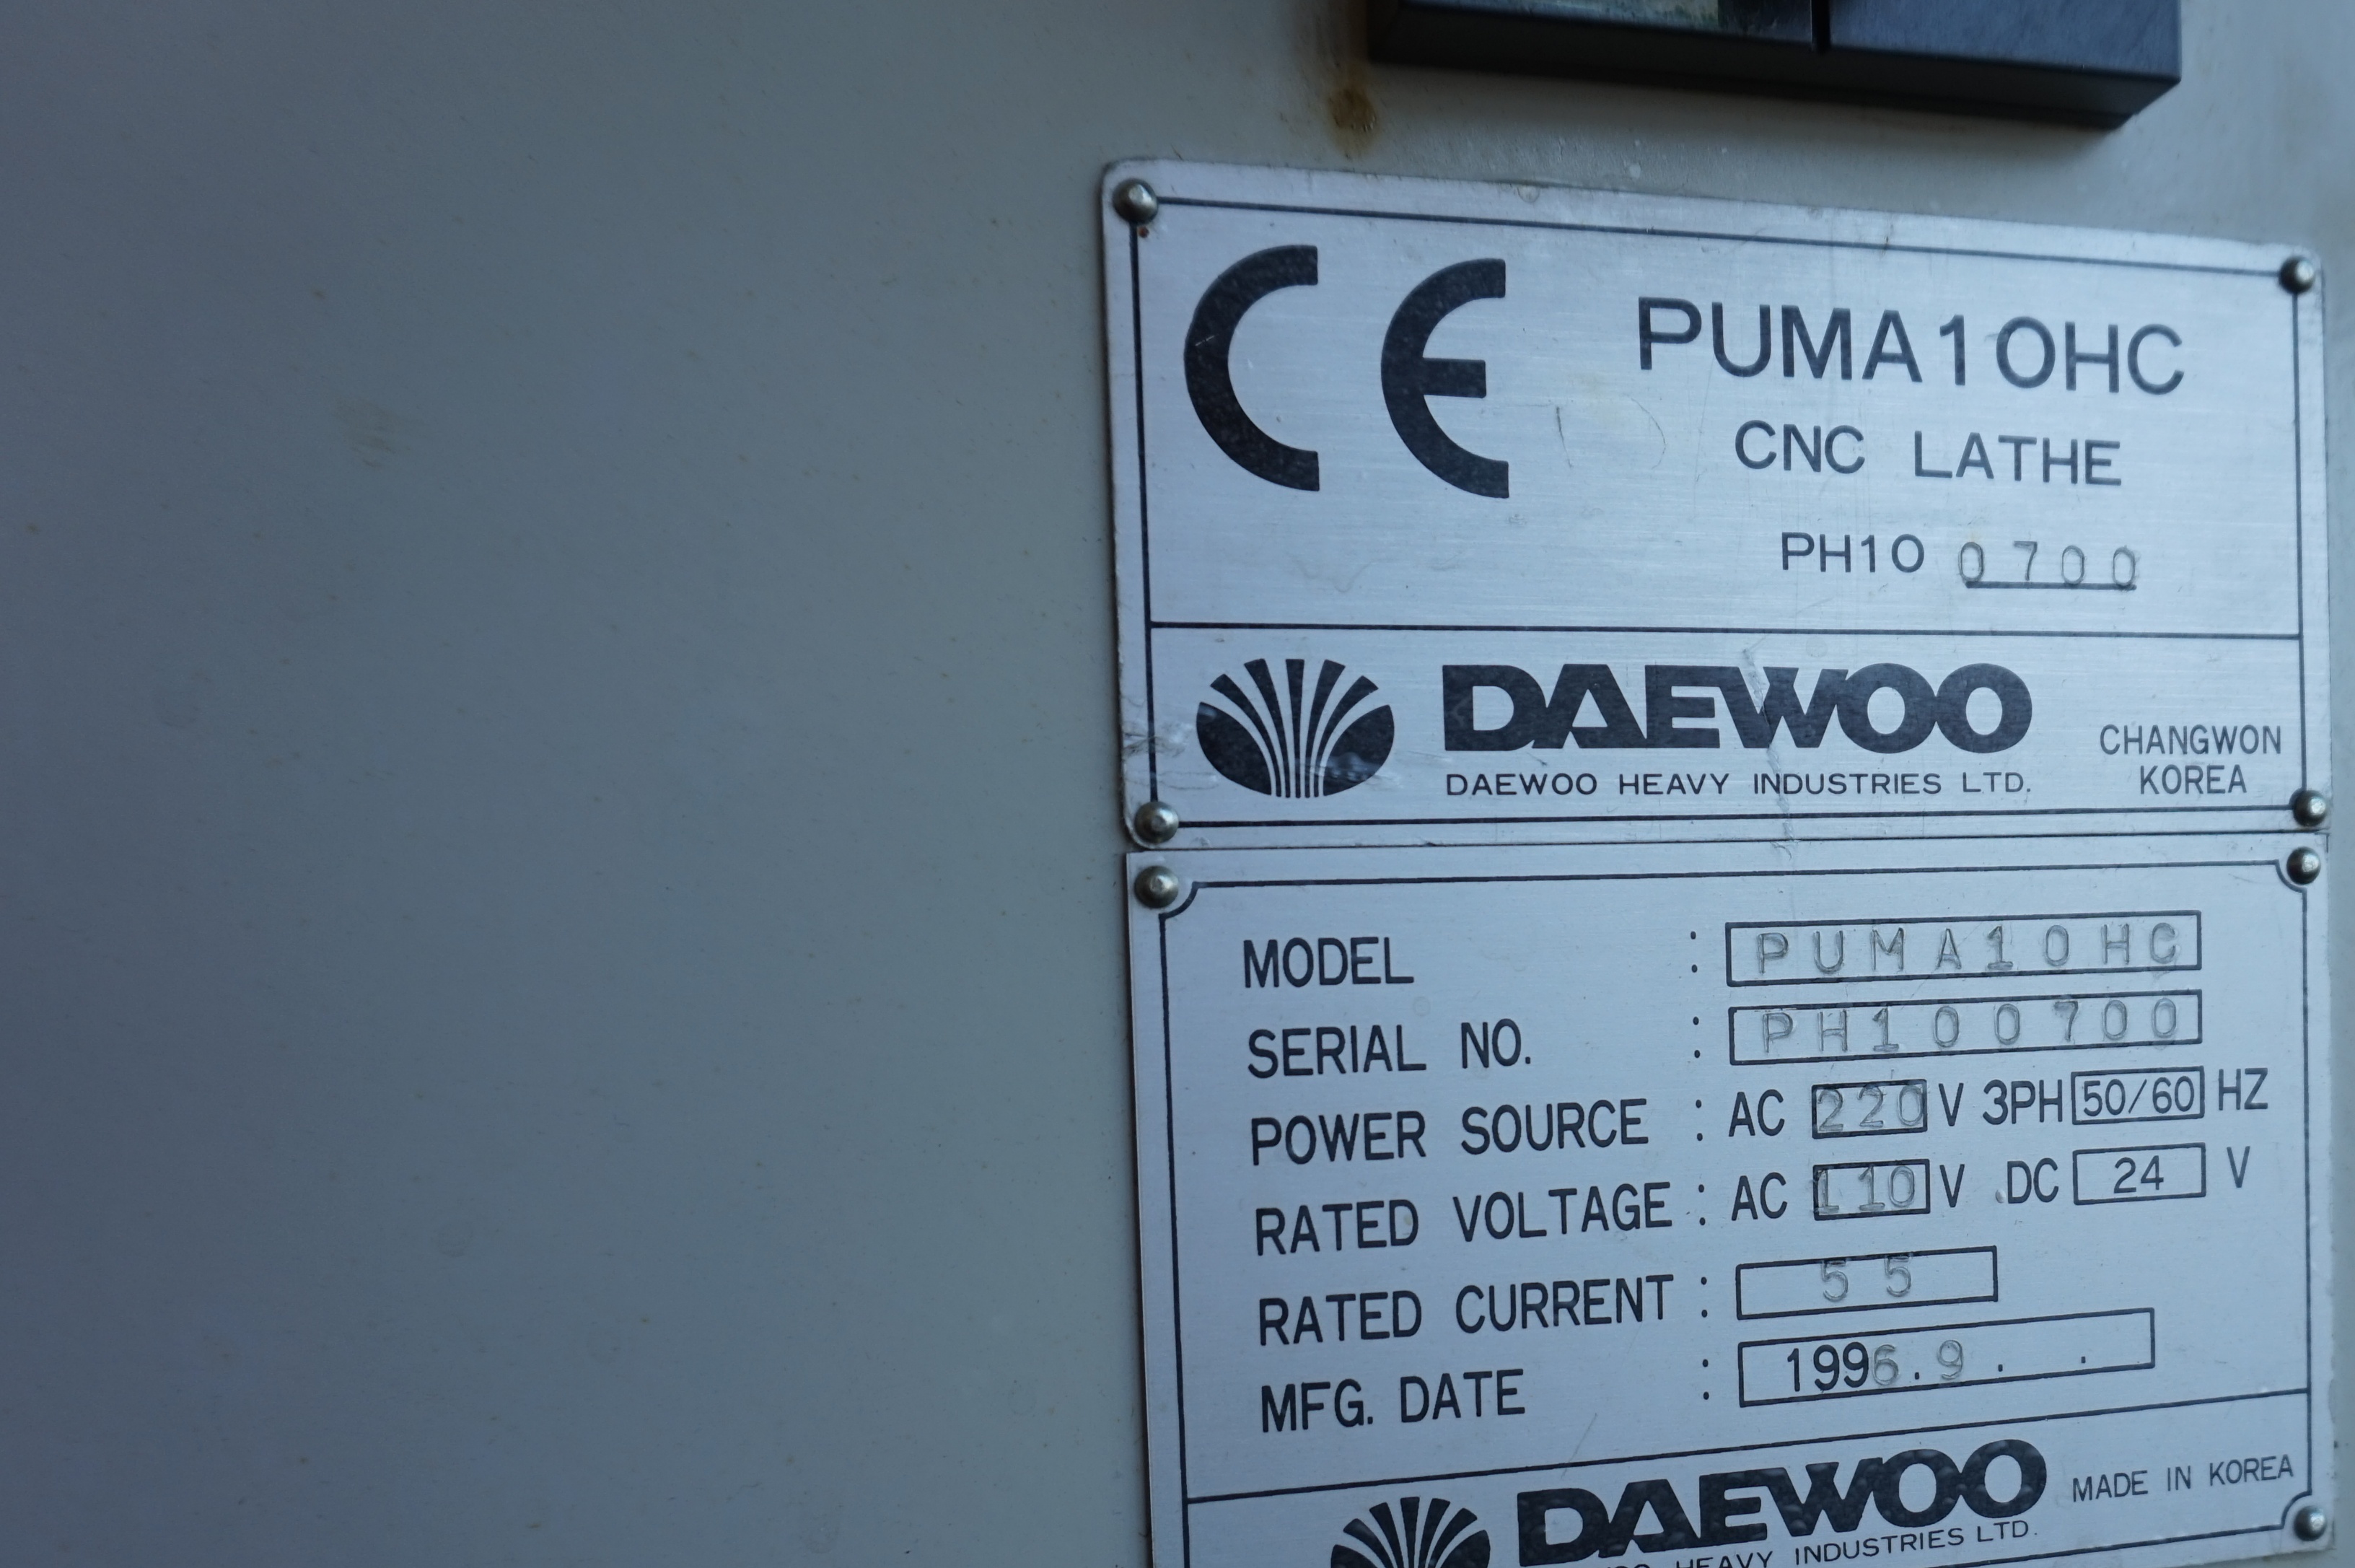 CE
PUMA10HC
CNC LATHE
PH10 0700
DAEWOO
DAEWOO HEAVY INDUSTRIES LTD.
CHANGWON
KOREA
MODEL : PUMA10HC
SERIAL NO. : PH100700
POWER SOURCE : AC 220 V 3PH 50/60 HZ
RATED VOLTAGE : AC 110 V DC 24 V
RATED CURRENT : 55
MFG. DATE : 1996.9. .
DAEWOO
MADE IN KOREA
HEAVY INDUSTRIES LTD.